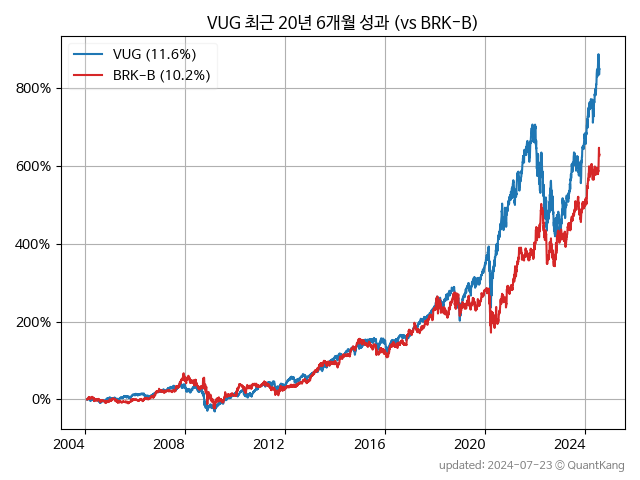 VUG 최근 20년 6개월 성과 (vs BRK-B)
VUG (11.6%)
BRK-B (10.2%)
800%
600%
400%
200%
0%
2004 2008 2012 2016 2020 2024
updated: 2024-07-23 ⓒ QuantKang